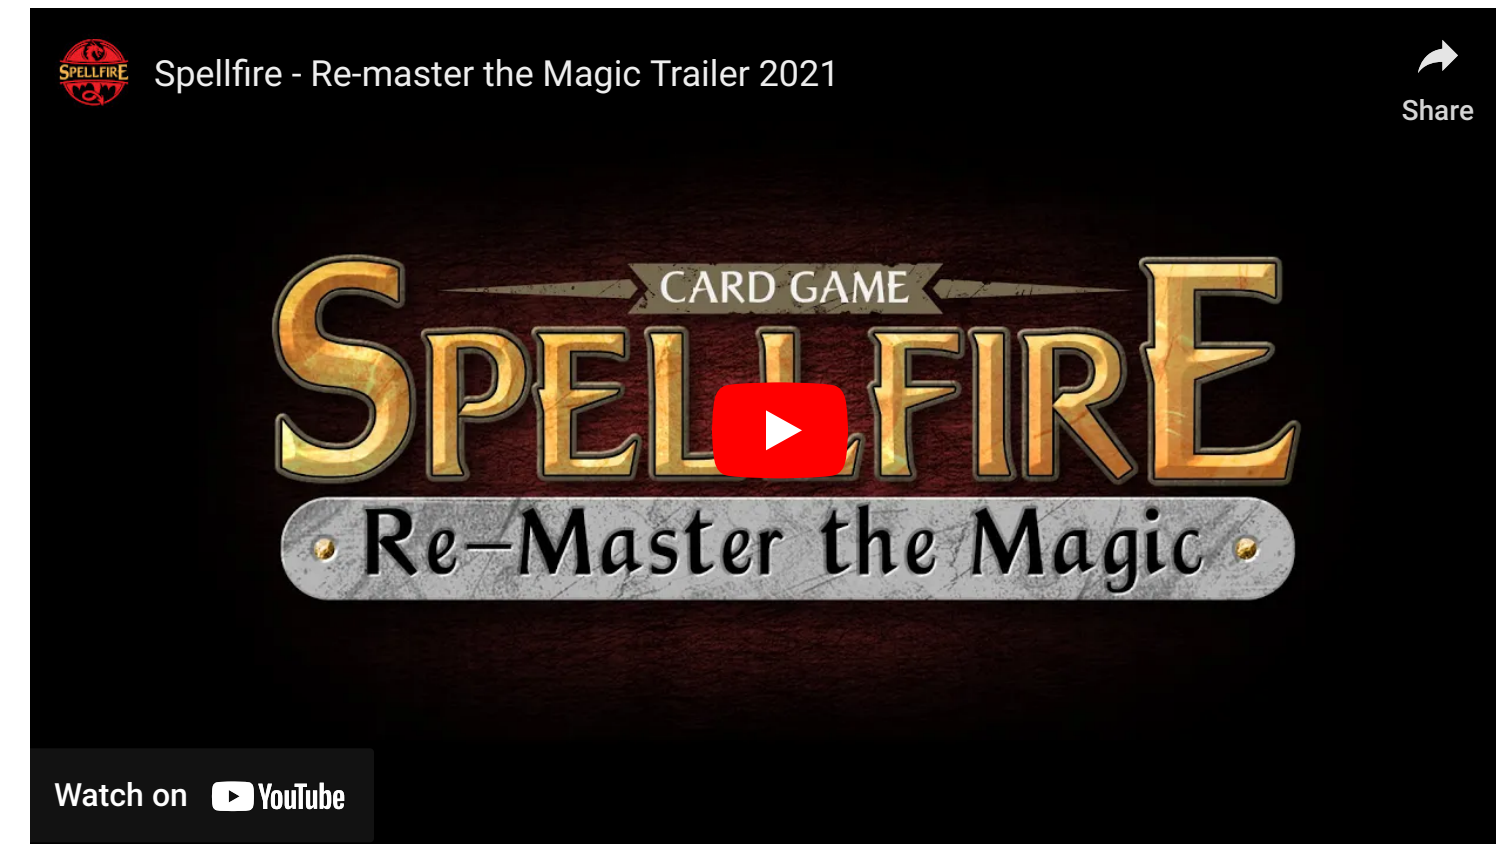 SPELLFIRE
Spellfire - Re-master the Magic Trailer 2021
Share
CARD GAME
SPELLFIRE
Re-Master the Magic
Watch on YouTube